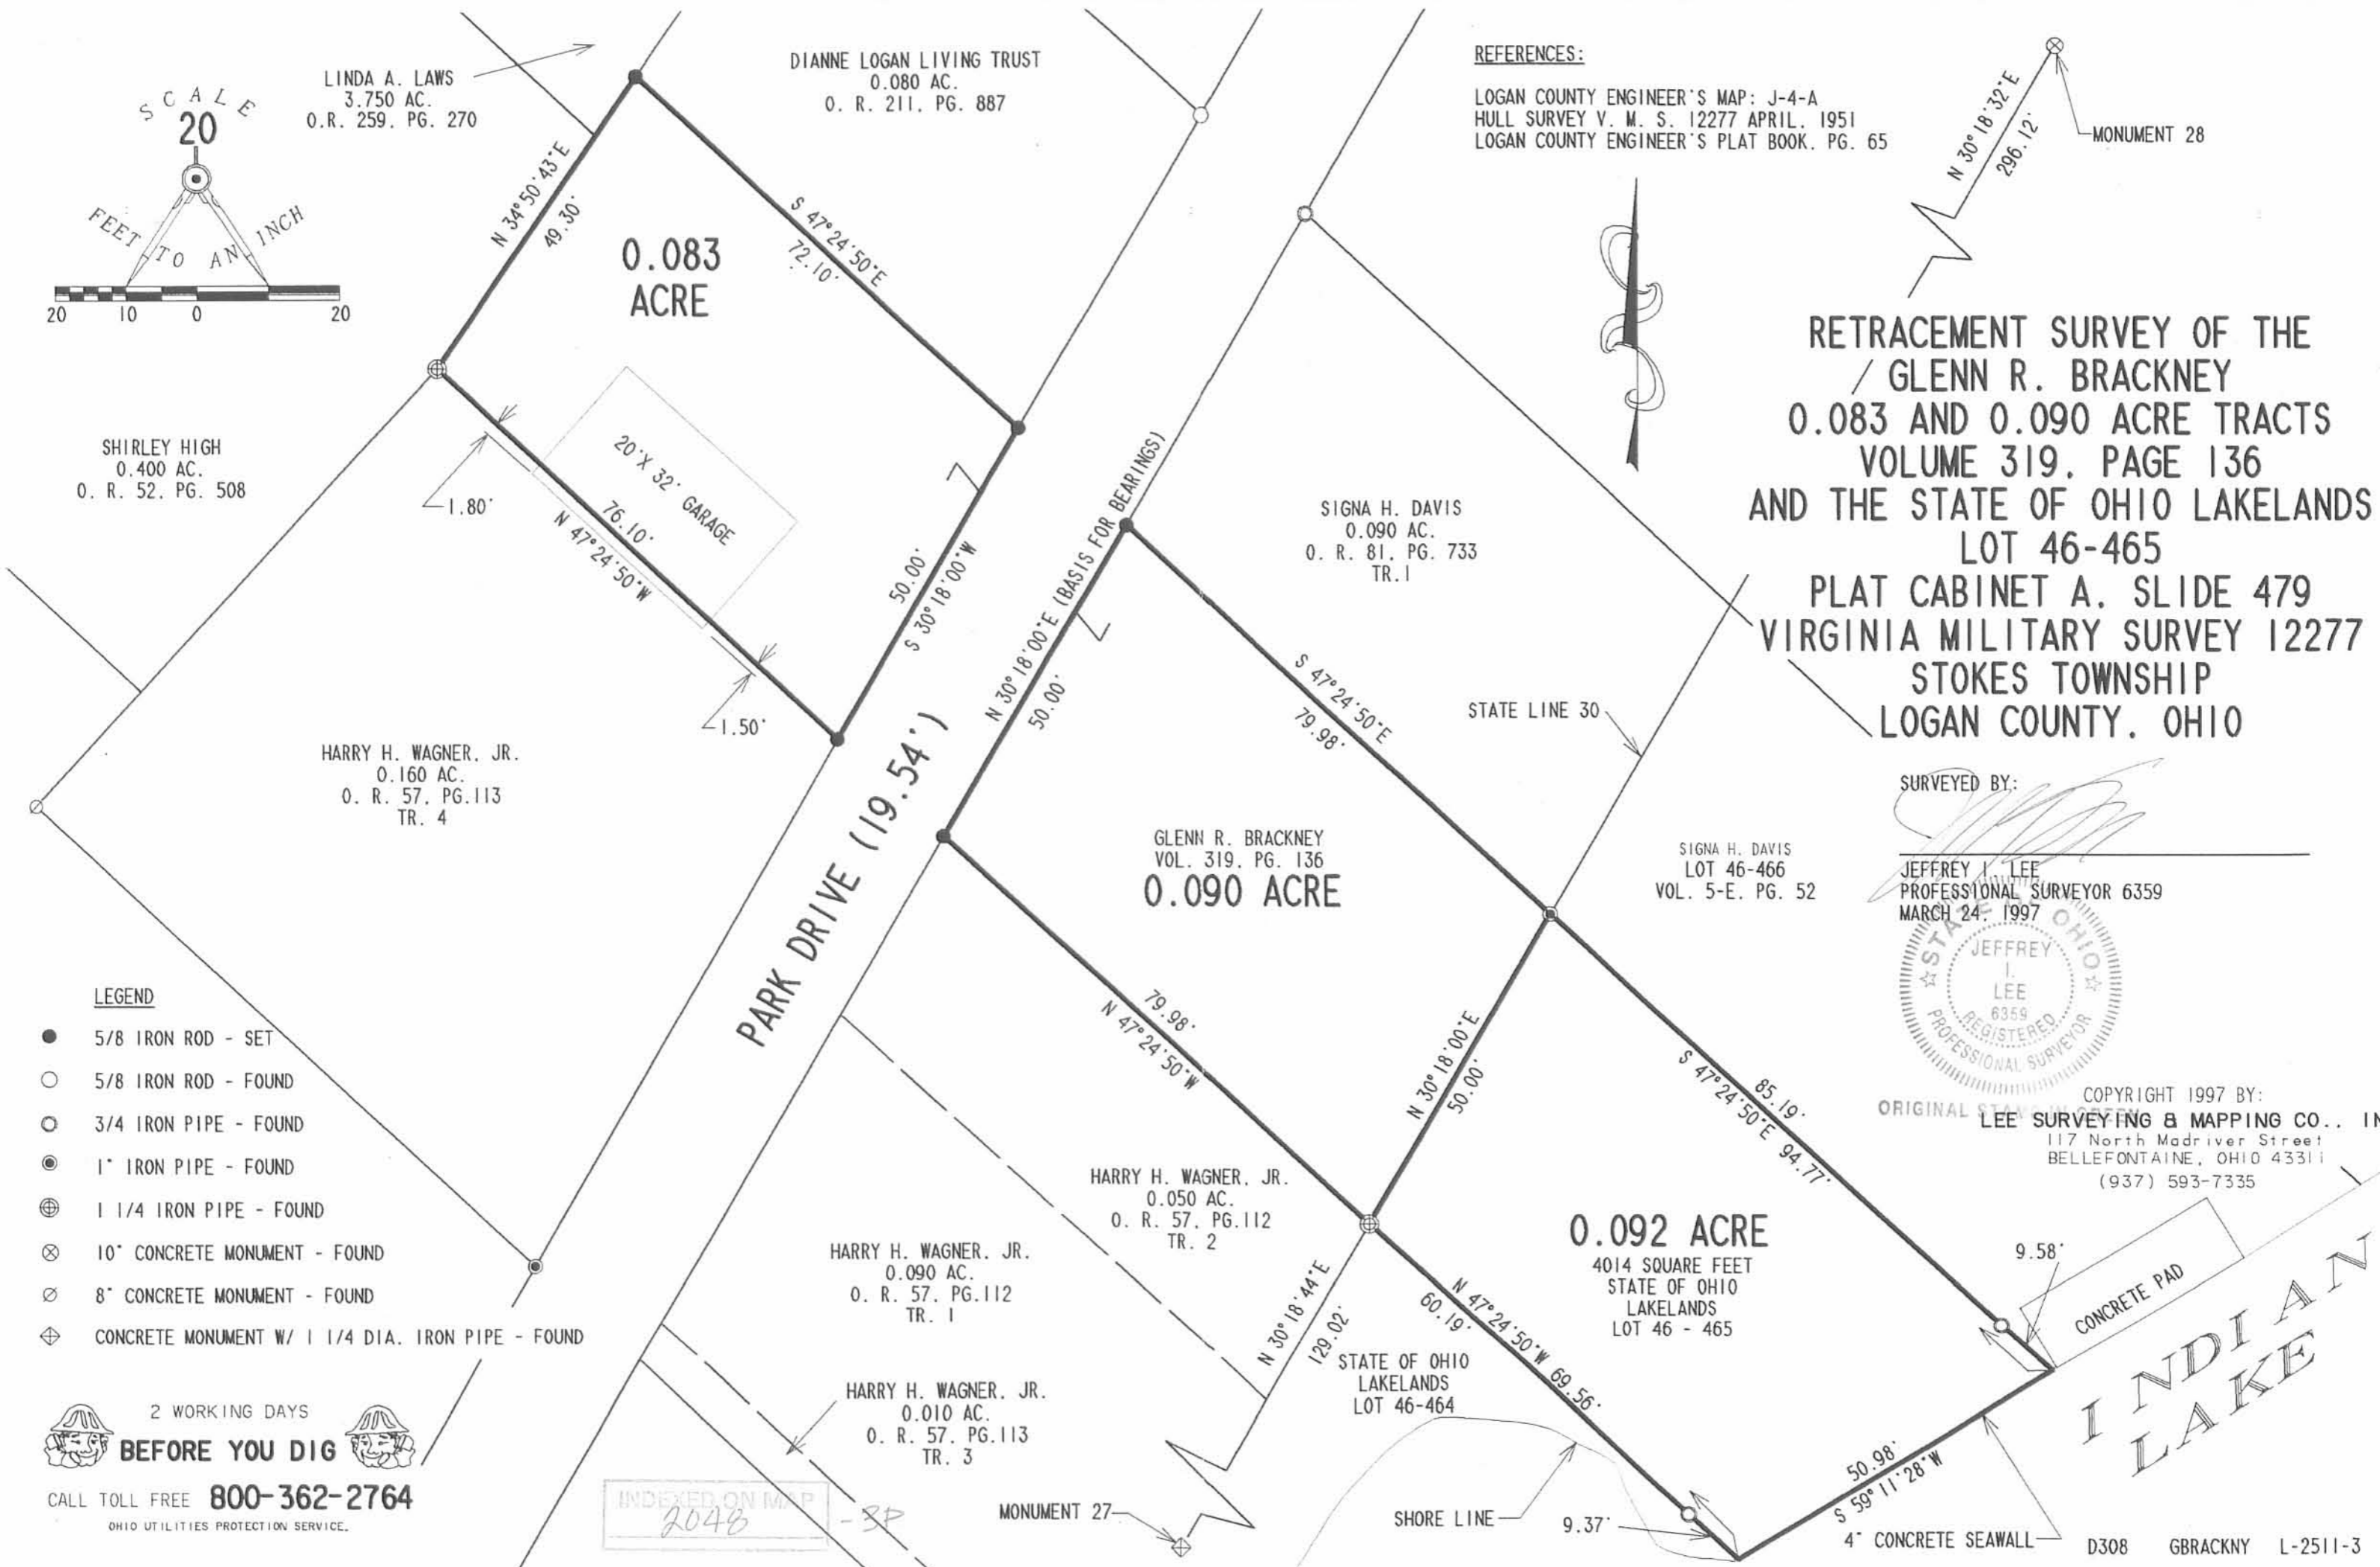 SCALE
20
FEET TO AN INCH
20 10 0 20
LINDA A. LAWS
3.750 AC.
O.R. 259. PG. 270
DIANNE LOGAN LIVING TRUST
0.080 AC.
O. R. 211. PG. 887
REFERENCES:
LOGAN COUNTY ENGINEER'S MAP: J-4-A
HULL SURVEY V. M. S. 12277 APRIL. 1951
LOGAN COUNTY ENGINEER'S PLAT BOOK. PG. 65
N 30°18'32"E
296.12'
MONUMENT 28
N 34°50'43"E
49.30'
0.083
ACRE
S 47°24'50"E
72.10'
RETRACEMENT SURVEY OF THE
GLENN R. BRACKNEY
0.083 AND 0.090 ACRE TRACTS
VOLUME 319. PAGE 136
AND THE STATE OF OHIO LAKELANDS
LOT 46-465
PLAT CABINET A. SLIDE 479
VIRGINIA MILITARY SURVEY 12277
STOKES TOWNSHIP
LOGAN COUNTY. OHIO
SHIRLEY HIGH
0.400 AC.
O. R. 52. PG. 508
1.80'
20'X 32' GARAGE
76.10'
N 47°24'50"W
1.50'
50.00'
S 30°18'00"W
N 30°18'00"E (BASIS FOR BEARINGS)
50.00'
SIGNA H. DAVIS
0.090 AC.
O. R. 81. PG. 733
TR.1
S 47°24'50"E
79.98'
STATE LINE 30
HARRY H. WAGNER. JR.
0.160 AC.
O. R. 57. PG.113
TR. 4
PARK DRIVE (19.54')
GLENN R. BRACKNEY
VOL. 319. PG. 136
0.090 ACRE
SIGNA H. DAVIS
LOT 46-466
VOL. 5-E. PG. 52
SURVEYED BY:
JEFFREY I. LEE
PROFESSIONAL SURVEYOR 6359
MARCH 24. 1997
STATE OF OHIO
JEFFREY
I.
LEE
6359
REGISTERED
PROFESSIONAL SURVEYOR
ORIGINAL STAMP IN GREEN
COPYRIGHT 1997 BY:
LEE SURVEYING & MAPPING CO.. IN
117 North Madriver Street
BELLEFONTAINE, OHIO 43311
(937) 593-7335
79.98'
N 47°24'50"W
N 30°18'00"E
50.00'
85.19'
S 47°24'50"E 94.77'
LEGEND
5/8 IRON ROD - SET
5/8 IRON ROD - FOUND
3/4 IRON PIPE - FOUND
1" IRON PIPE - FOUND
1 1/4 IRON PIPE - FOUND
10" CONCRETE MONUMENT - FOUND
8" CONCRETE MONUMENT - FOUND
CONCRETE MONUMENT W/ 1 1/4 DIA. IRON PIPE - FOUND
HARRY H. WAGNER. JR.
0.050 AC.
O. R. 57. PG.112
TR. 2
HARRY H. WAGNER. JR.
0.090 AC.
O. R. 57. PG.112
TR. 1
HARRY H. WAGNER. JR.
0.010 AC.
O. R. 57. PG.113
TR. 3
0.092 ACRE
4014 SQUARE FEET
STATE OF OHIO
LAKELANDS
LOT 46 - 465
9.58'
CONCRETE PAD
INDIAN
LAKE
N 30°18'44"E
129.02'
N 47°24'50"W 69.56'
60.19'
STATE OF OHIO
LAKELANDS
LOT 46-464
MONUMENT 27
SHORE LINE
9.37'
50.98'
S 59°11'28"W
4" CONCRETE SEAWALL
2 WORKING DAYS
BEFORE YOU DIG
CALL TOLL FREE 800-362-2764
OHIO UTILITIES PROTECTION SERVICE.
INDEXED ON MAP
2048 -3P
D308 GBRACKNY L-2511-3